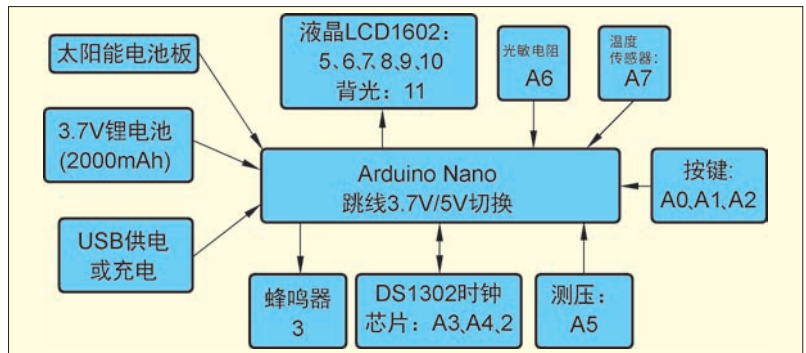 太阳能电池板
液晶LCD1602：
5、6、7、8、9、10
背光：11
光敏电阻
A6
温度
传感器：
A7
3.7V锂电池
(2000mAh)
Arduino Nano
跳线3.7V/5V切换
按键:
A0、A1、A2
USB供电
或充电
蜂鸣器
3
DS1302时钟
芯片：A3、A4、2
测压：
A5